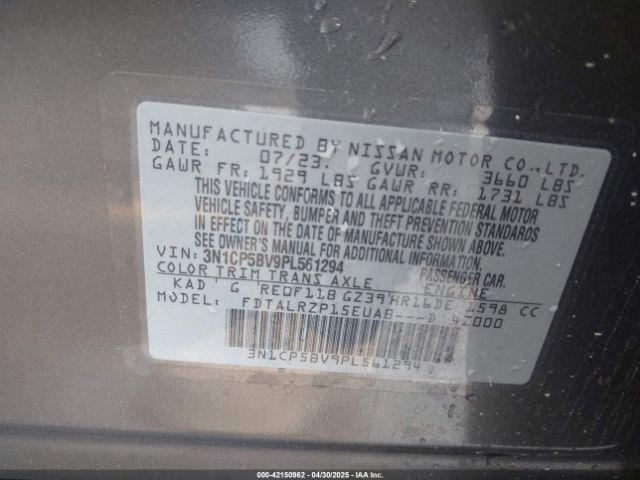 MANUFACTURED BY NISSAN MOTOR CO., LTD.
DATE: 07/23. GVWR: 3660 LBS
GAWR FR: 1929 LBS GAWR RR: 1731 LBS
THIS VEHICLE CONFORMS TO ALL APPLICABLE FEDERAL MOTOR
VEHICLE SAFETY, BUMPER AND THEFT PREVENTION STANDARDS
IN EFFECT ON THE DATE OF MANUFACTURE SHOWN ABOVE.
SEE OWNER'S MANUAL FOR ADDITIONAL INFORMATION.
VIN: 3N1CP5BV9PL561294 PASSENGER CAR.
COLOR TRIM TRANS AXLE ENGINE
KAD G RE0F11B GZ39 HR16DE 1598 CC
MODEL: FDTALRZP15EUAB---D 4Z000
3N1CP5BV9PL561294
000-42150962 | 04/30/2025 | IAA Inc.